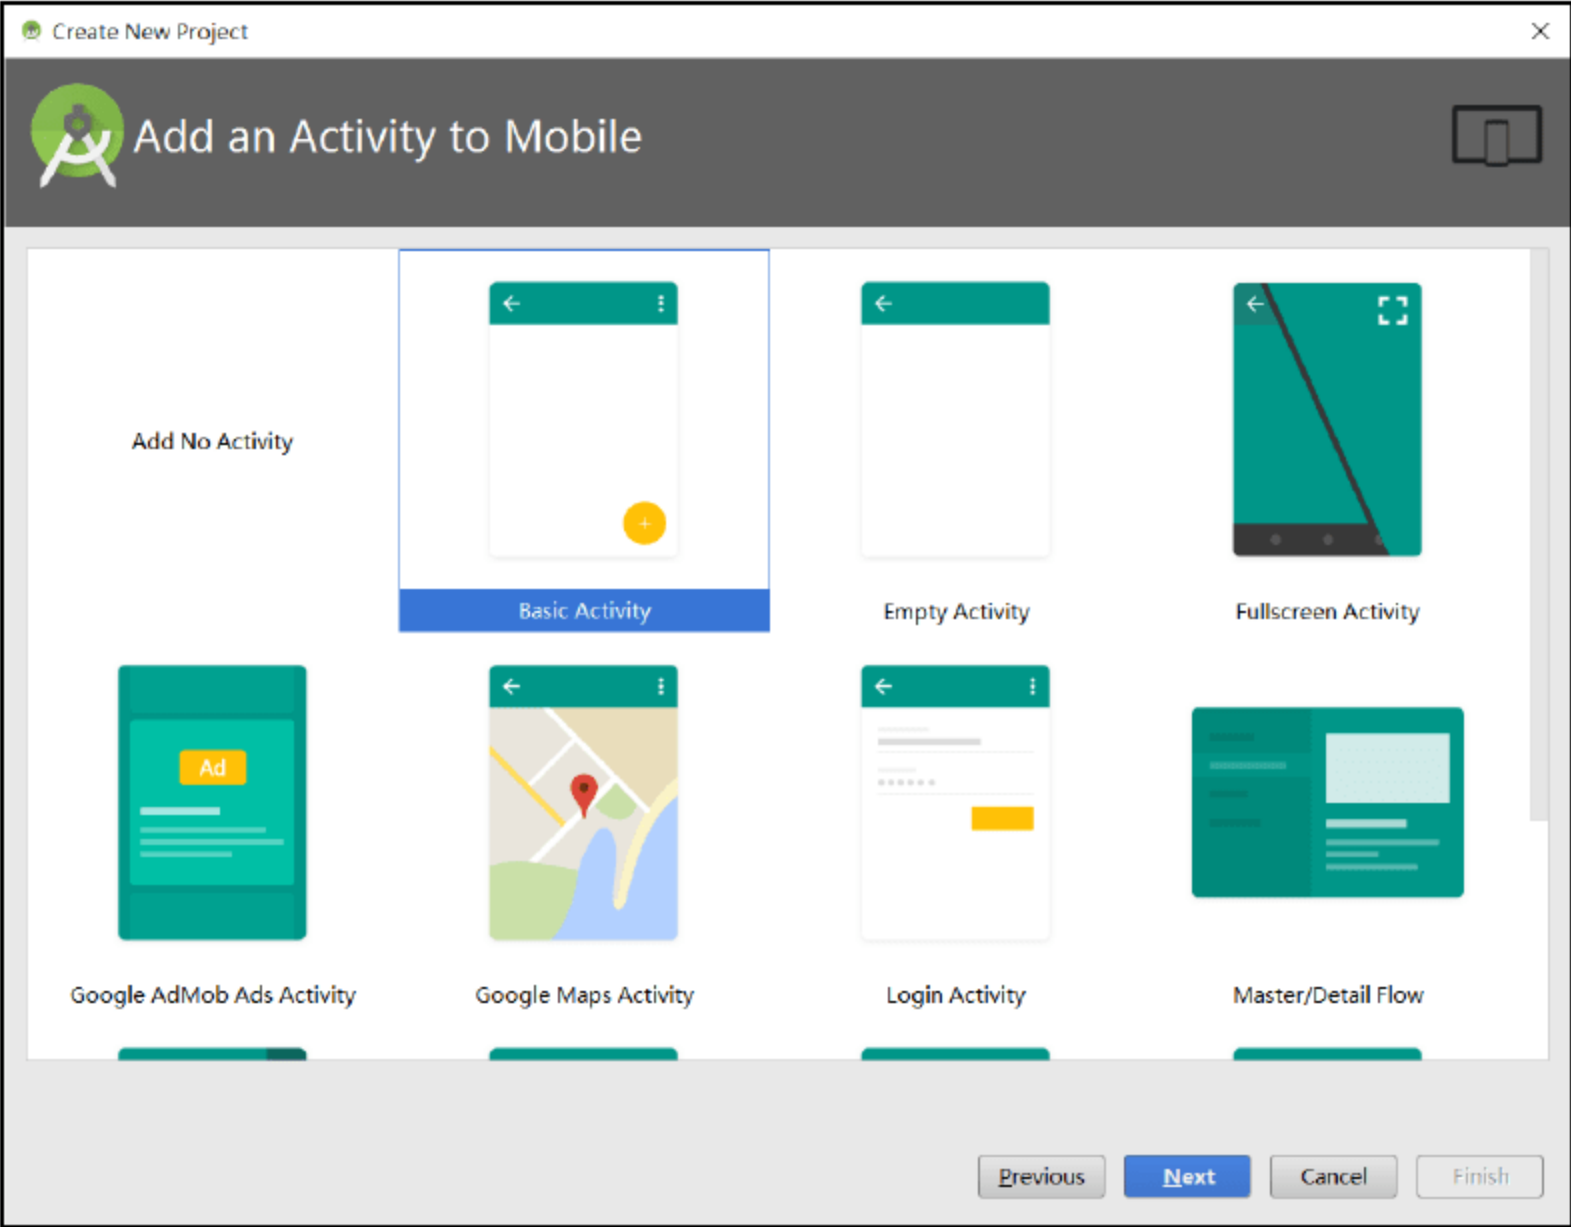 Create New Project
Add an Activity to Mobile
Add No Activity
Basic Activity
Empty Activity
Fullscreen Activity
Ad
Google AdMob Ads Activity
Google Maps Activity
Login Activity
Master/Detail Flow
Previous
Next
Cancel
Finish